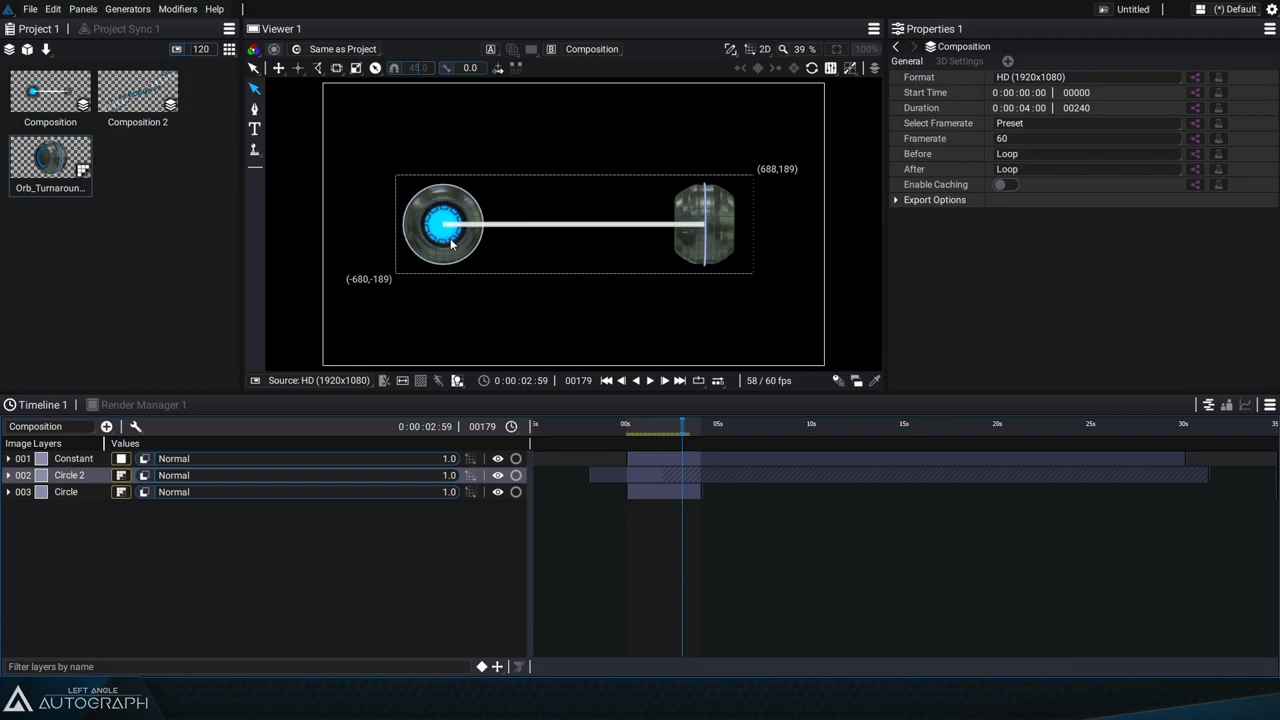 File Edit Panels Generators Modifiers Help Untitled (*) Default
Project 1 Project Sync 1
120
Composition
Composition 2
Orb_Turnaroun...
Viewer 1
Same as Project A B Composition 2D 39 % 100%
45.0 0.0
(688,189)
(-680,-189)
Source: HD (1920x1080) 0:00:02:59 00179 58 / 60 fps
Properties 1
Composition
General 3D Settings
Format HD (1920x1080)
Start Time 0:00:00:00 00000
Duration 0:00:04:00 00240
Select Framerate Preset
Framerate 60
Before Loop
After Loop
Enable Caching
Export Options
Timeline 1 Render Manager 1
Composition 0:00:02:59 00179
5s 00s 05s 10s 15s 20s 25s 30s 35
Image Layers Values
001 Constant Normal 1.0
002 Circle 2 Normal 1.0
003 Circle Normal 1.0
Filter layers by name
LEFT ANGLE
AUTOGRAPH